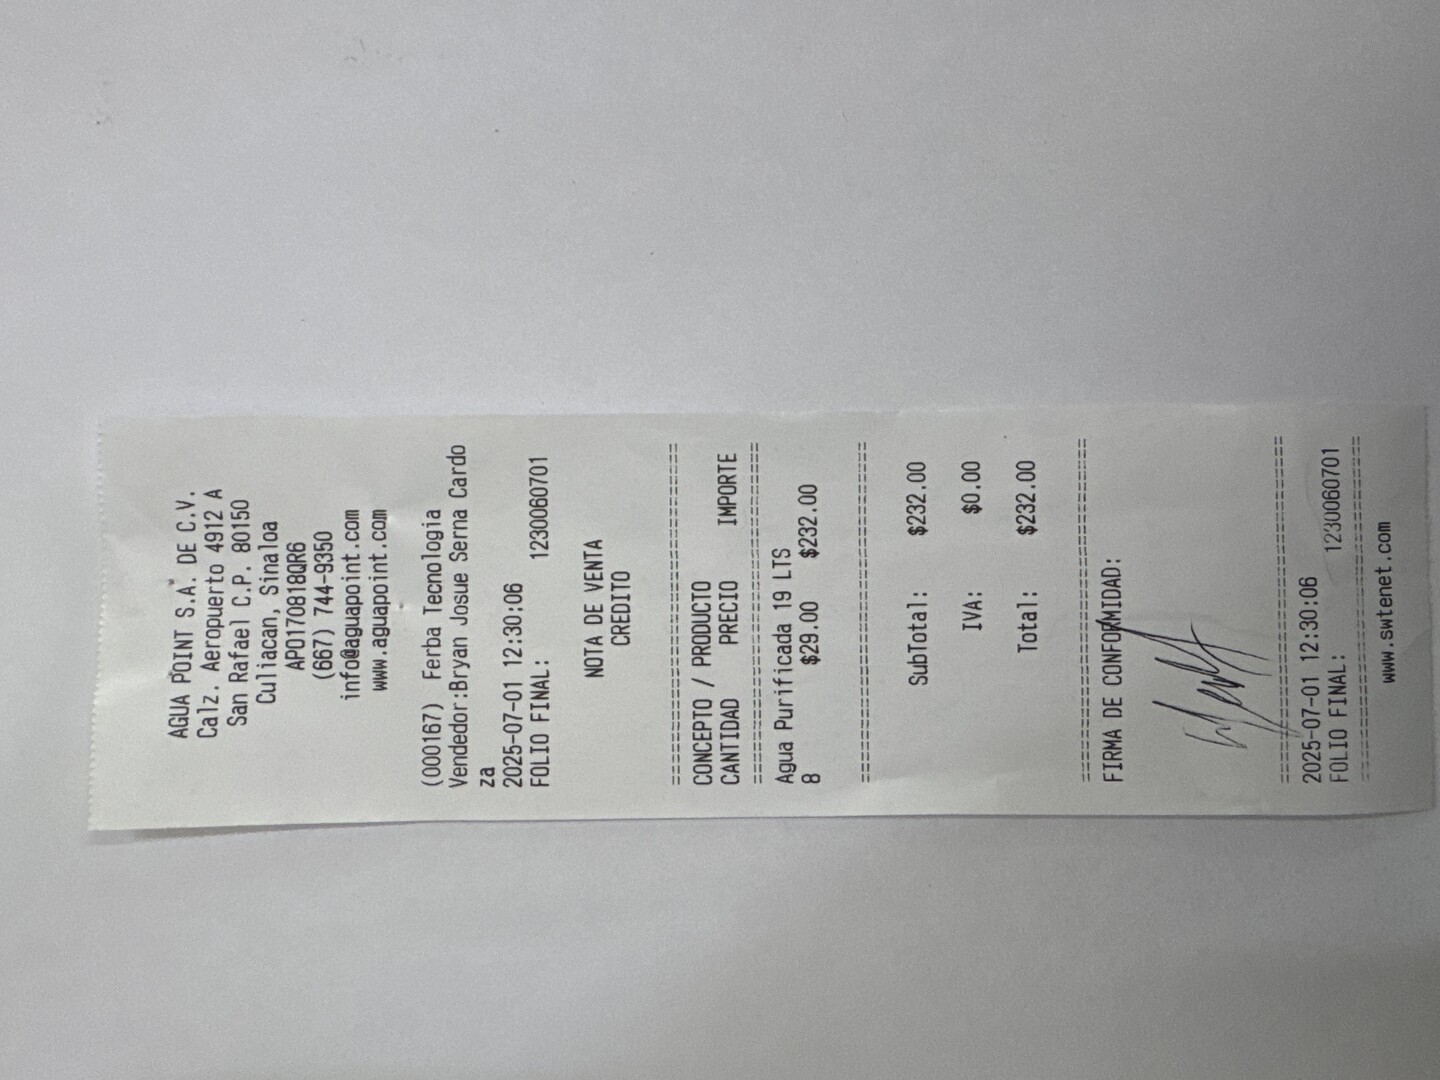 AGUA POINT S.A. DE C.V.
Calz. Aeropuerto 4912 A
San Rafael C.P. 80150
Culiacan, Sinaloa
APO170818QR6
(667) 744-9350
info@aguapoint.com
www.aguapoint.com
(000167) Ferba Tecnologia
Vendedor:Bryan Josue Serna Cardo
za
2025-07-01 12:30:06
FOLIO FINAL: 1230060701
NOTA DE VENTA
CREDITO
================================
CONCEPTO / PRODUCTO
CANTIDAD PRECIO IMPORTE
================================
Agua Purificada 19 LTS
8 $29.00 $232.00
================================
SubTotal: $232.00
IVA: $0.00
Total: $232.00
================================
FIRMA DE CONFORMIDAD:
================================
2025-07-01 12:30:06
FOLIO FINAL: 1230060701
================================
www.swtenet.com